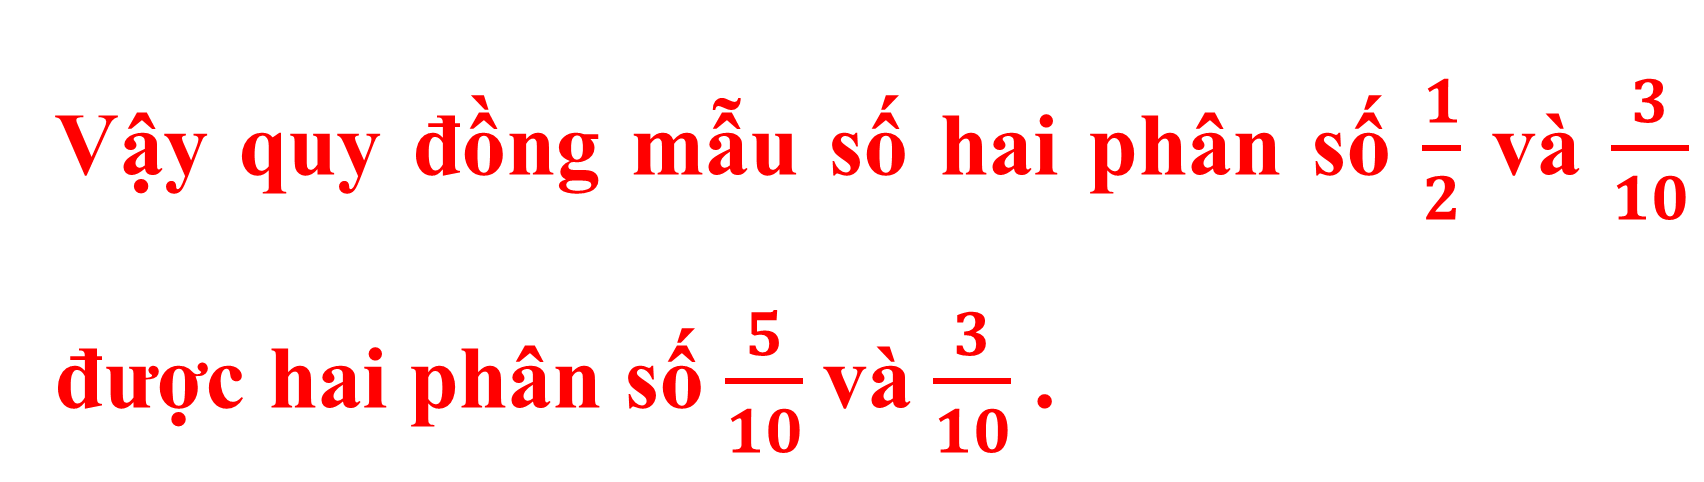 Vậy quy đồng mẫu số hai phân số 1/2 và 3/10
được hai phân số 5/10 và 3/10 .